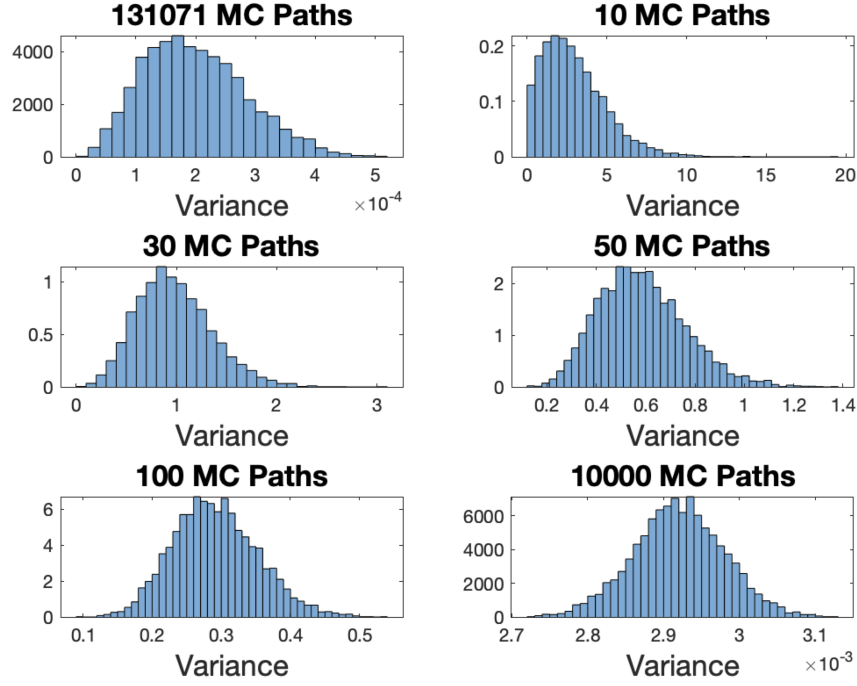 131071 MC Paths
4000
2000
0
0 1 2 3 4 5
Variance ×10⁻⁴
10 MC Paths
0.2
0.1
0
0 5 10 15 20
Variance
30 MC Paths
1
0.5
0
0 1 2 3
Variance
50 MC Paths
2
1
0
0.2 0.4 0.6 0.8 1 1.2 1.4
Variance
100 MC Paths
6
4
2
0
0.1 0.2 0.3 0.4 0.5
Variance
10000 MC Paths
6000
4000
2000
0
2.7 2.8 2.9 3 3.1
Variance ×10⁻³